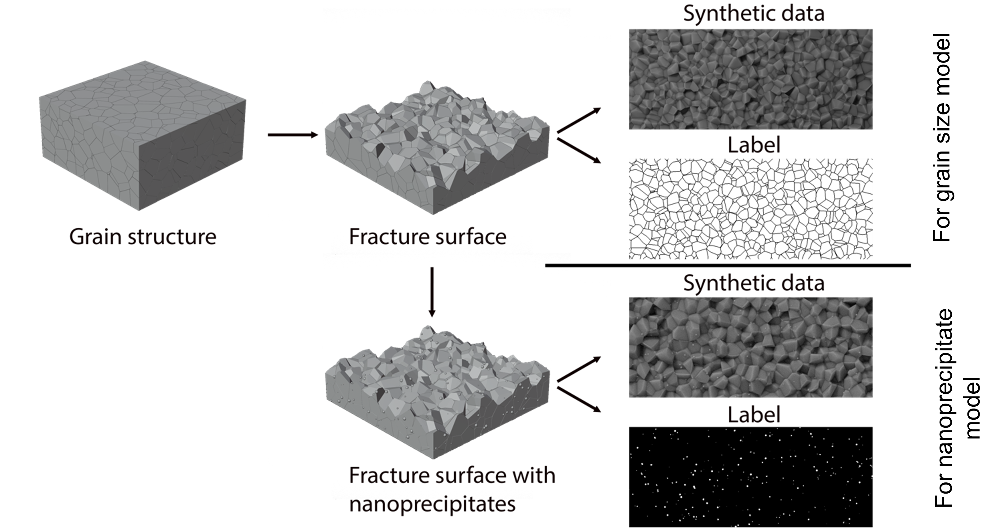 Synthetic data
Label
For grain size model
Grain structure
Fracture surface
Synthetic data
Label
For nanoprecipitate
model
Fracture surface with
nanoprecipitates